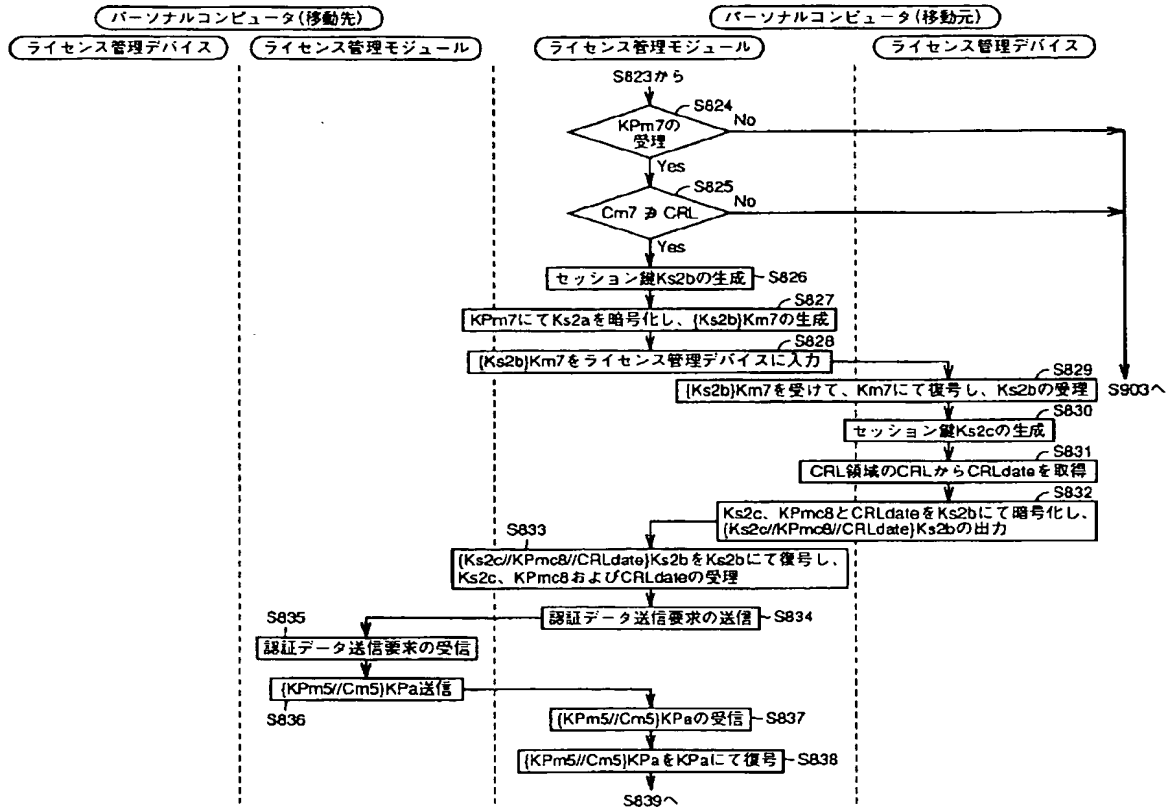 パーソナルコンピュータ(移動先)
パーソナルコンピュータ(移動元)
ライセンス管理デバイス
ライセンス管理モジュール
ライセンス管理モジュール
ライセンス管理デバイス
S823から
S824
KPm7の
受理
No
Yes
S825
Cm7 ∌ CRL
No
Yes
セッション鍵Ks2bの生成
S826
S827
KPm7にてKs2aを暗号化し、{Ks2b}Km7の生成
S828
{Ks2b}Km7をライセンス管理デバイスに入力
S829
{Ks2b}Km7を受けて、Km7にて復号し、Ks2bの受理
S903へ
S830
セッション鍵Ks2cの生成
S831
CRL領域のCRLからCRLdateを取得
S832
Ks2c、KPmc8とCRLdateをKs2bにて暗号化し、
{Ks2c//KPmc8//CRLdate}Ks2bの出力
S833
{Ks2c//KPmc8//CRLdate}Ks2bをKs2bにて復号し、
Ks2c、KPmc8およびCRLdateの受理
認証データ送信要求の送信
S834
S835
認証データ送信要求の受信
{KPm5//Cm5}KPa送信
S836
{KPm5//Cm5}KPaの受信
S837
{KPm5//Cm5}KPaをKPaにて復号
S838
S839へ